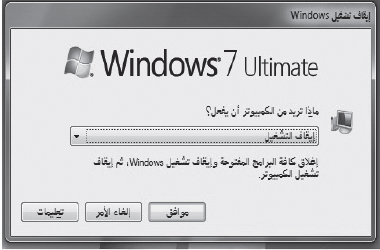 إيقاف تشغيل Windows
Windows 7 Ultimate
ماذا تريد من الكمبيوتر أن يفعل؟
إيقاف التشغيل
إغلاق كافة البرامج المفتوحة وإيقاف تشغيل Windows، ثم إيقاف
تشغيل الكمبيوتر.
موافق
إلغاء الأمر
تعليمات